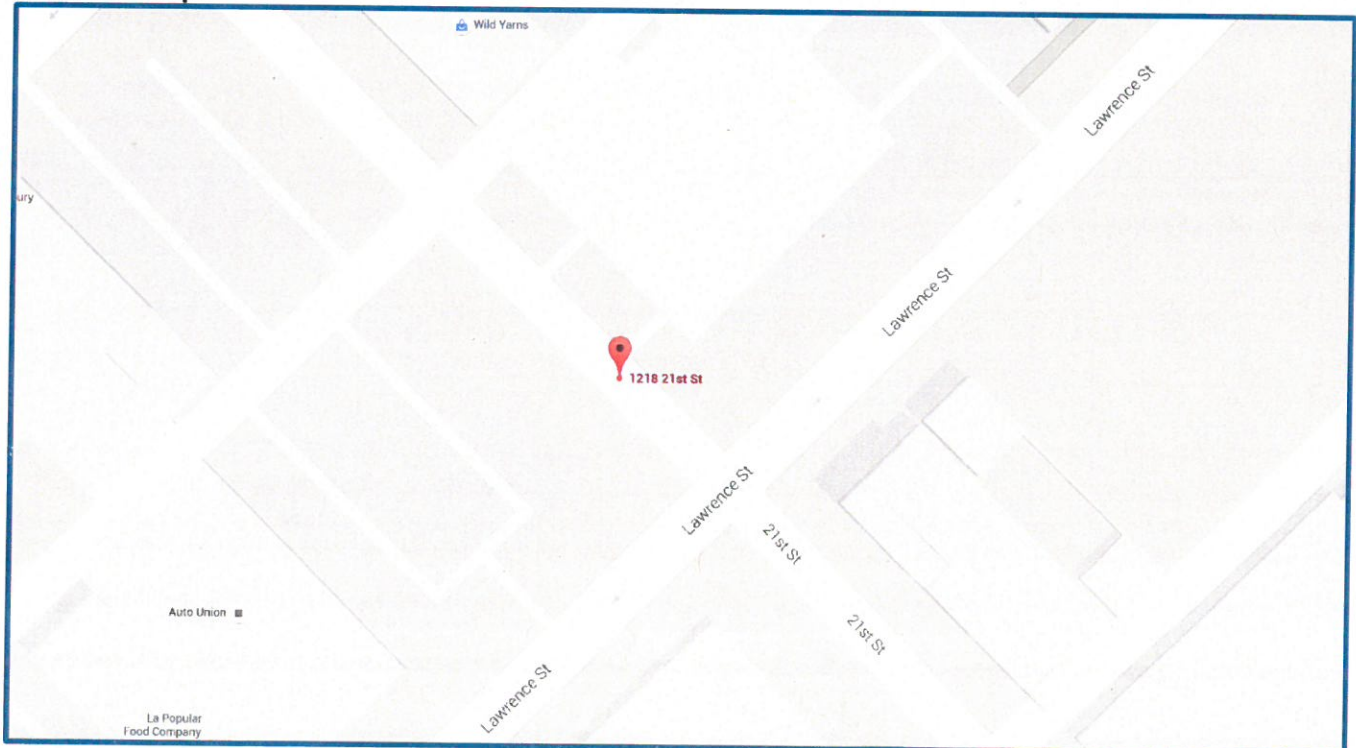 Wild Yarns
Lawrence St
ury
Lawrence St
1218 21st St
Lawrence St
21st St
Auto Union
21st St
Lawrence St
La Popular
Food Company